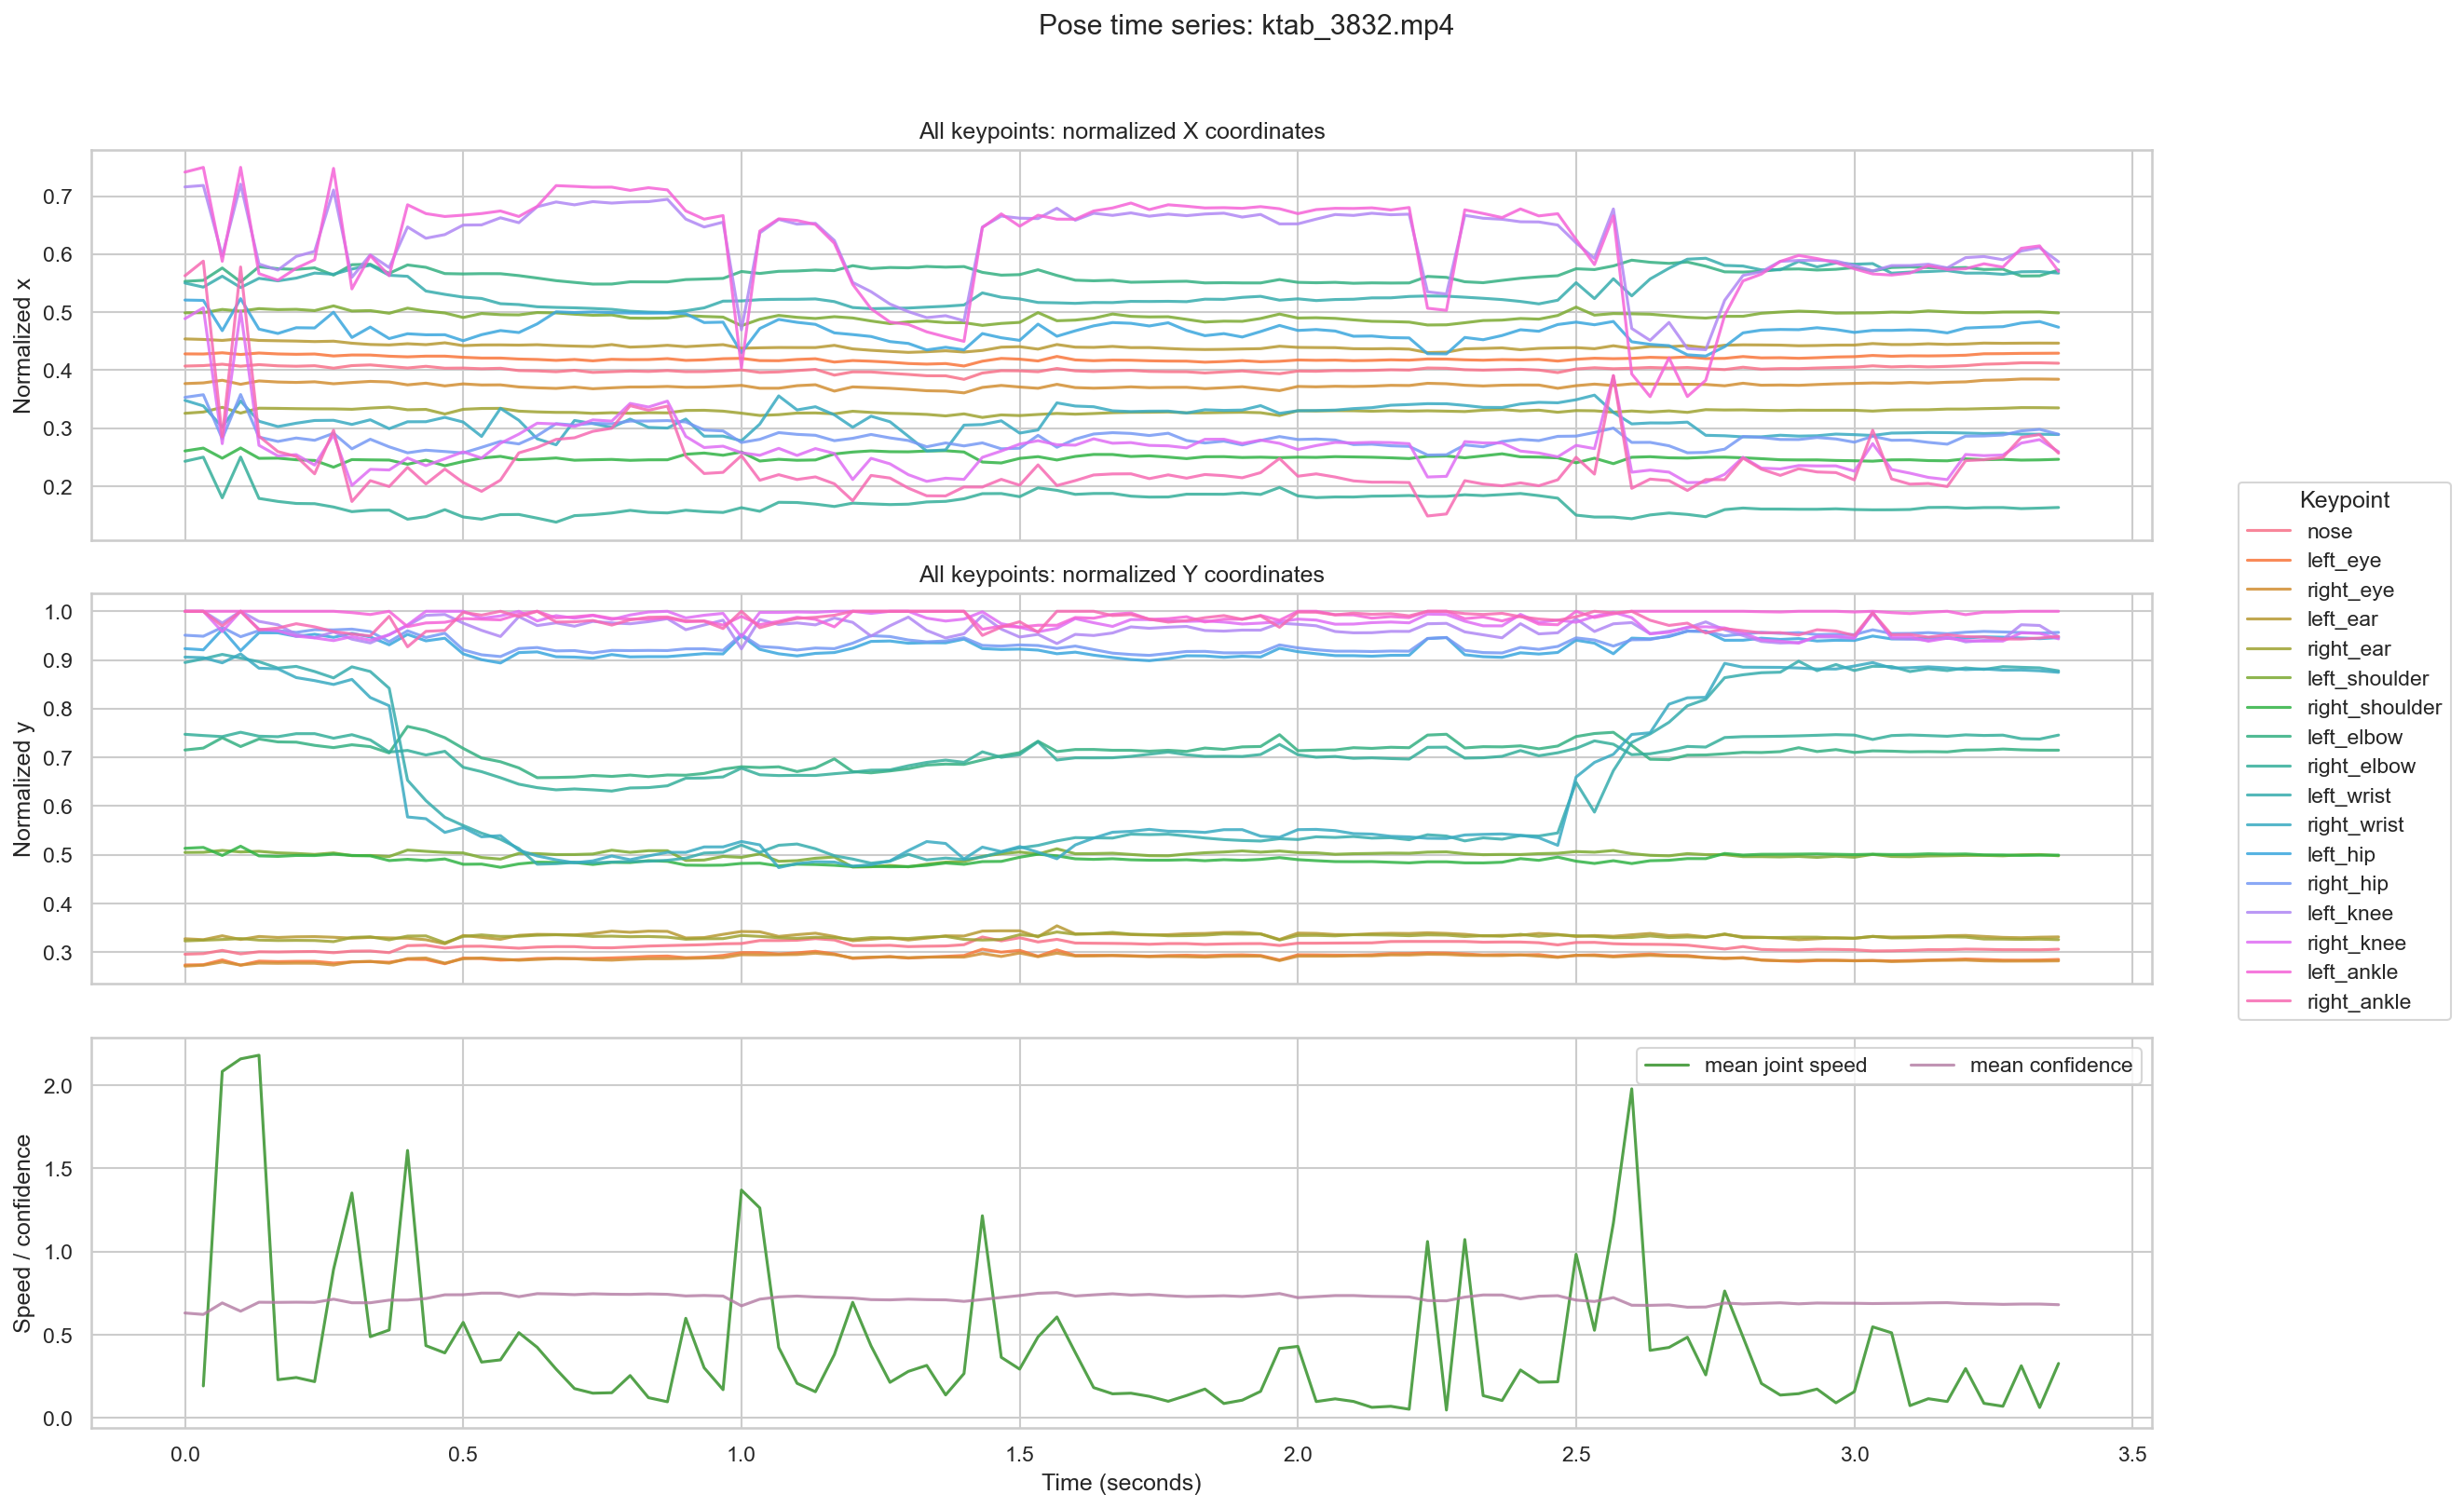 Pose time series: ktab_3832.mp4
All keypoints: normalized X coordinates
Normalized x
0.7
0.6
0.5
0.4
0.3
0.2
All keypoints: normalized Y coordinates
Normalized y
1.0
0.9
0.8
0.7
0.6
0.5
0.4
0.3
Keypoint
nose
left_eye
right_eye
left_ear
right_ear
left_shoulder
right_shoulder
left_elbow
right_elbow
left_wrist
right_wrist
left_hip
right_hip
left_knee
right_knee
left_ankle
right_ankle
mean joint speed mean confidence
Speed / confidence
2.0
1.5
1.0
0.5
0.0
0.0 0.5 1.0 1.5 2.0 2.5 3.0 3.5
Time (seconds)